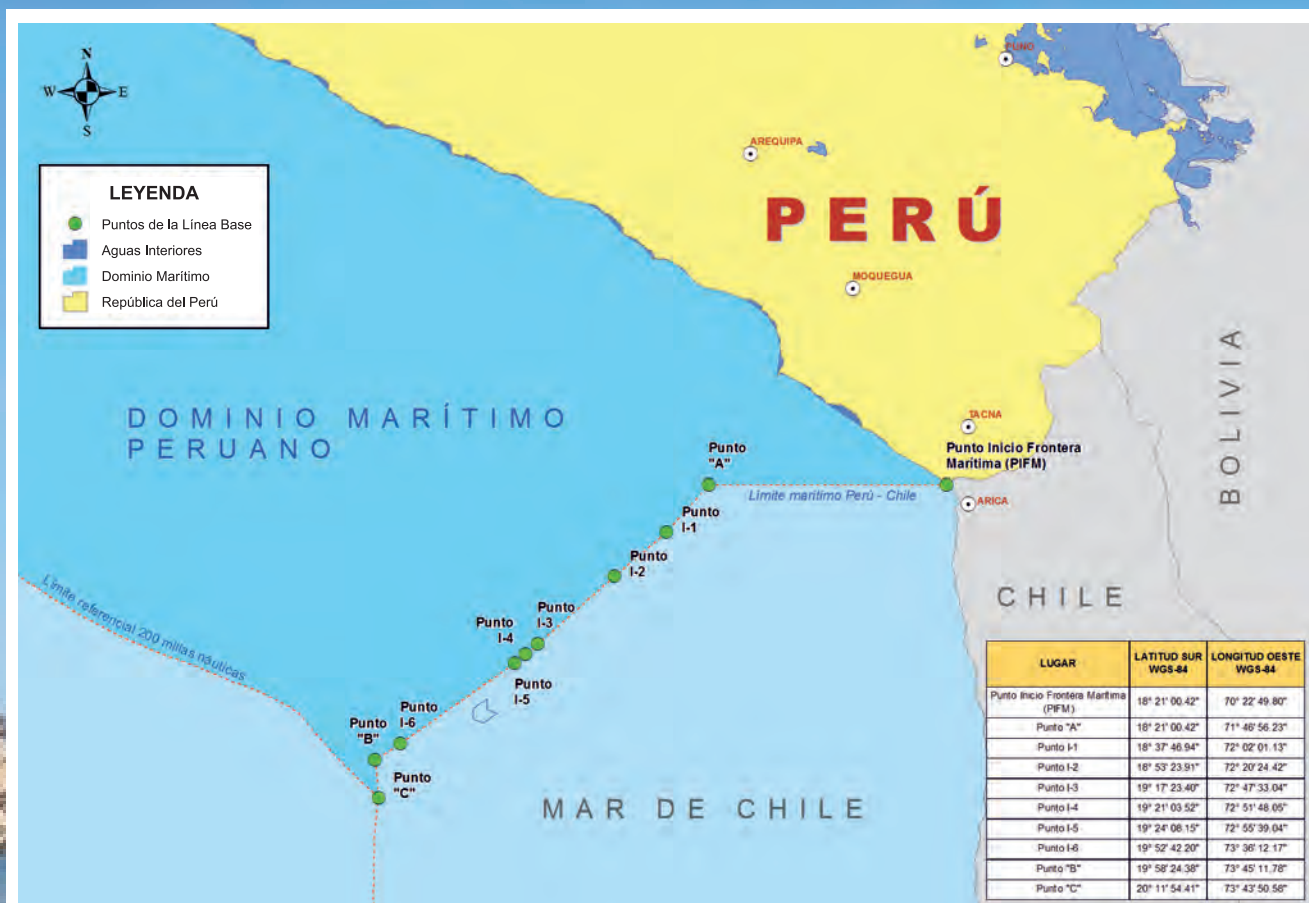 N
W E
S
PUNO
AREQUIPA
PERÚ
MOQUEGUA
TACNA
LEYENDA
Puntos de la Línea Base
Aguas Interiores
Dominio Marítimo
República del Perú
DOMINIO MARÍTIMO
PERUANO
BOLIVIA
Punto
"A"
Punto Inicio Frontera
Marítima (PIFM)
Límite marítimo Perú - Chile
ARICA
Punto
I-1
Punto
I-2
Punto
I-3
Punto
I-4
Punto
I-5
Punto
I-6
Punto
"B"
Punto
"C"
Límite referencial 200 millas náuticas
CHILE
MAR DE CHILE
LUGAR LATITUD SUR WGS-84 LONGITUD OESTE WGS-84
Punto Inicio Frontera Marítima (PIFM) 18° 21' 00.42" 70° 22' 49.80"
Punto "A" 18° 21' 00.42" 71° 46' 56.23"
Punto I-1 18° 37' 46.94" 72° 02' 01.13"
Punto I-2 18° 53' 23.91" 72° 20' 24.42"
Punto I-3 19° 17' 23.40" 72° 47' 33.04"
Punto I-4 19° 21' 03.52" 72° 51' 48.05"
Punto I-5 19° 24' 08.15" 72° 55' 39.04"
Punto I-6 19° 52' 42.20" 73° 36' 12.17"
Punto "B" 19° 58' 24.38" 73° 45' 11.78"
Punto "C" 20° 11' 54.41" 73° 43' 50.58"